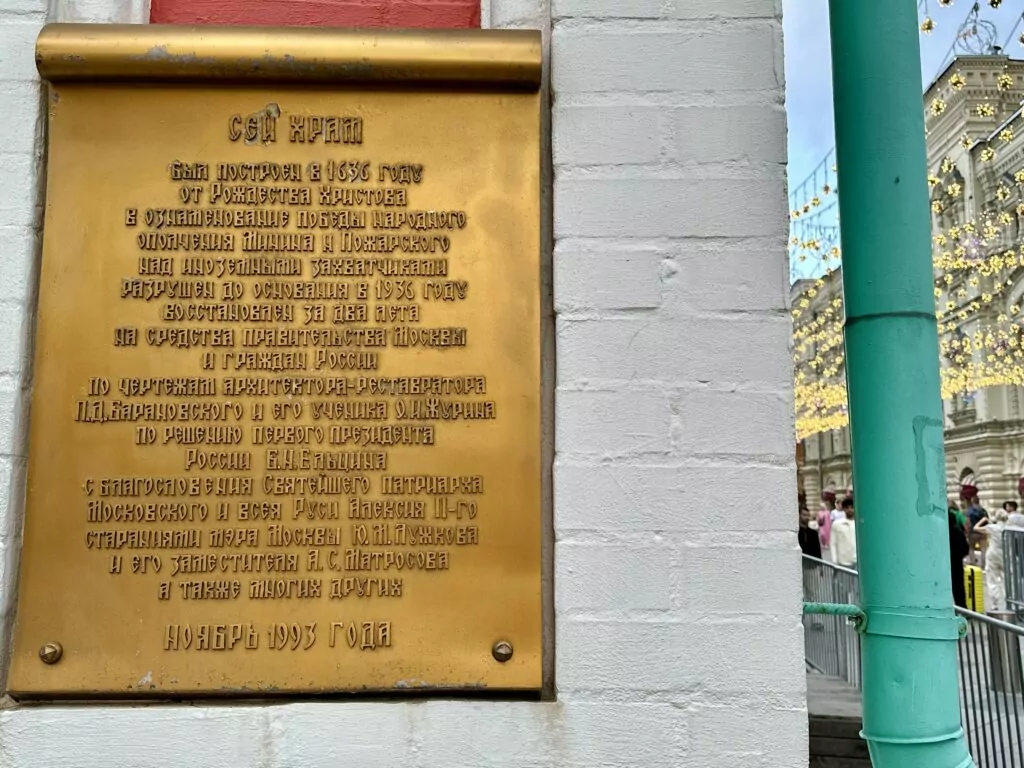 СЕЙ ХРАМ
БЫЛ ПОСТРОЕН В 1636 ГОДУ
ОТ РОЖДЕСТВА ХРИСТОВА
В ОЗНАМЕНОВАНИЕ ПОБЕДЫ НАРОДНОГО
ОПОЛЧЕНИЯ МИНИНА И ПОЖАРСКОГО
НАД ИНОЗЕМНЫМИ ЗАХВАТЧИКАМИ
РАЗРУШЕН ДО ОСНОВАНИЯ В 1936 ГОДУ
ВОССТАНОВЛЕН ЗА ДВА ЛЕТА
НА СРЕДСТВА ПРАВИТЕЛЬСТВА МОСКВЫ
И ГРАЖДАН РОССИИ
ПО ЧЕРТЕЖАМ АРХИТЕКТОРА-РЕСТАВРАТОРА
П.Д.БАРАНОВСКОГО И ЕГО УЧЕНИКА О.И.ЖУРИНА
ПО РЕШЕНИЮ ПЕРВОГО ПРЕЗИДЕНТА
РОССИИ Б.Н.ЕЛЬЦИНА
С БЛАГОСЛОВЕНИЯ СВЯТЕЙШЕГО ПАТРИАРХА
МОСКОВСКОГО И ВСЕЯ РУСИ АЛЕКСИЯ II-ГО
СТАРАНИЯМИ МЭРА МОСКВЫ Ю.М.ЛУЖКОВА
И ЕГО ЗАМЕСТИТЕЛЯ А.С.МАТРОСОВА
А ТАКЖЕ МНОГИХ ДРУГИХ
НОЯБРЬ 1993 ГОДА